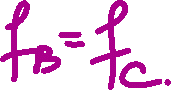 f_B = f_C.